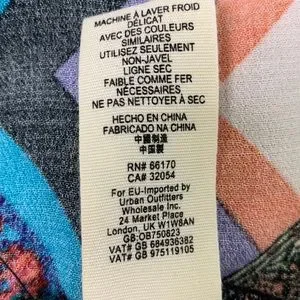 MACHINE À LAVER FROID
DÉLICAT
AVEC DES COULEURS
SIMILAIRES
UTILISEZ SEULEMENT
NON-JAVEL
LIGNE SEC
FAIBLE COMME FER
NÉCESSAIRES
NE PAS NETTOYER À SEC
HECHO EN CHINA
FABRICADO NA CHINA
中國制造
中国製
RN# 66170
CA# 32054
For EU-Imported by
Urban Outfitters
Wholesale Inc.
24 Market Place
London, UK W1W8AN
GB:OB750823
VAT# GB 684936382
VAT# GB 975119105